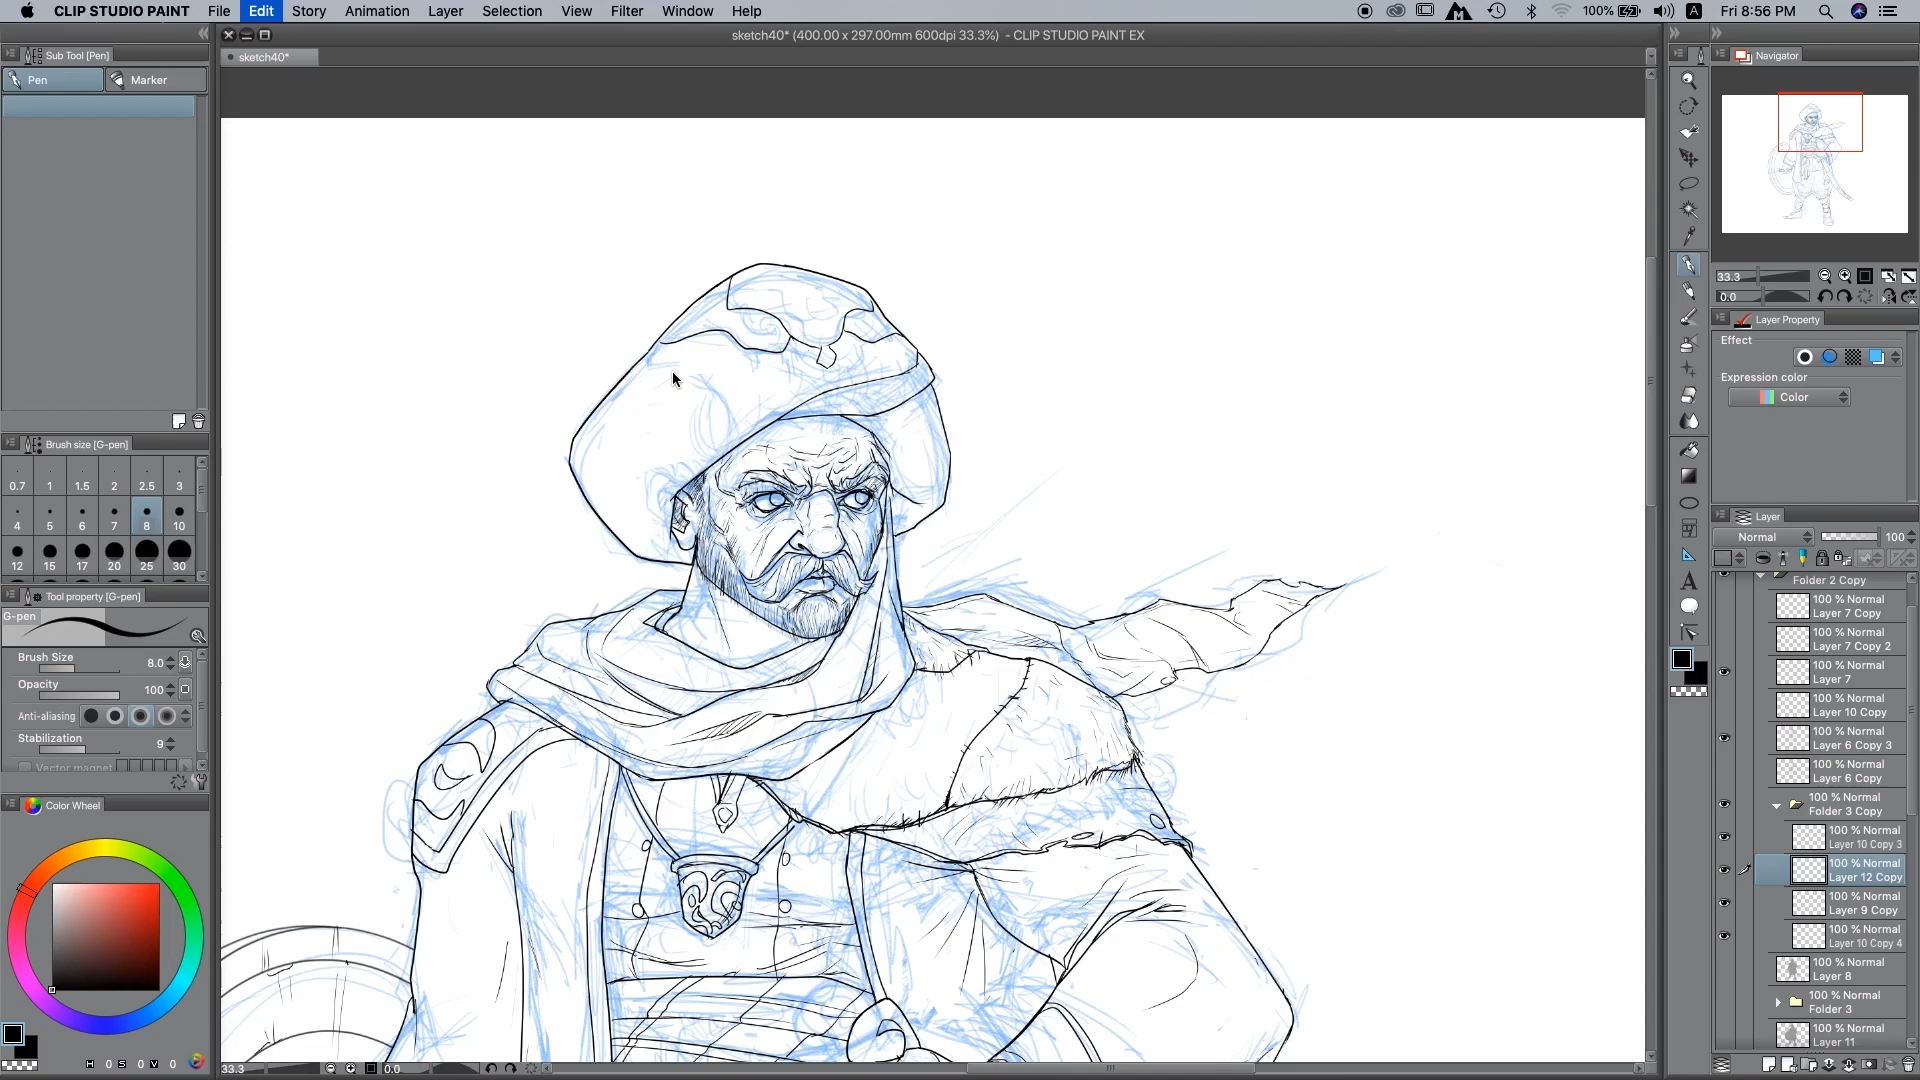 CLIP STUDIO PAINT File Edit Story Animation Layer Selection View Filter Window Help 100% A Fri 8:56 PM
sketch40* (400.00 x 297.00mm 600dpi 33.3%) - CLIP STUDIO PAINT EX
sketch40*
Sub Tool [Pen]
Pen Marker
Brush size [G-pen]
0.7 1 1.5 2 2.5 3
4 5 6 7 8 10
12 15 17 20 25 30
Tool property [G-pen]
G-pen
Brush Size 8.0
Opacity 100
Anti-aliasing
Stabilization 9
Vector magnet
Color Wheel
H 0 S 0 V 0
33.3 0.0
Navigator
33.3
0.0
Layer Property
Effect
Expression color
Color
Layer
Normal 100
Folder 2 Copy
100 % Normal
Layer 7 Copy
100 % Normal
Layer 7 Copy 2
100 % Normal
Layer 7
100 % Normal
Layer 10 Copy
100 % Normal
Layer 6 Copy 3
100 % Normal
Layer 6 Copy
100 % Normal
Folder 3 Copy
100 % Normal
Layer 10 Copy 3
100 % Normal
Layer 12 Copy
100 % Normal
Layer 9 Copy
100 % Normal
Layer 10 Copy 4
100 % Normal
Layer 8
100 % Normal
Folder 3
100 % Normal
Layer 11